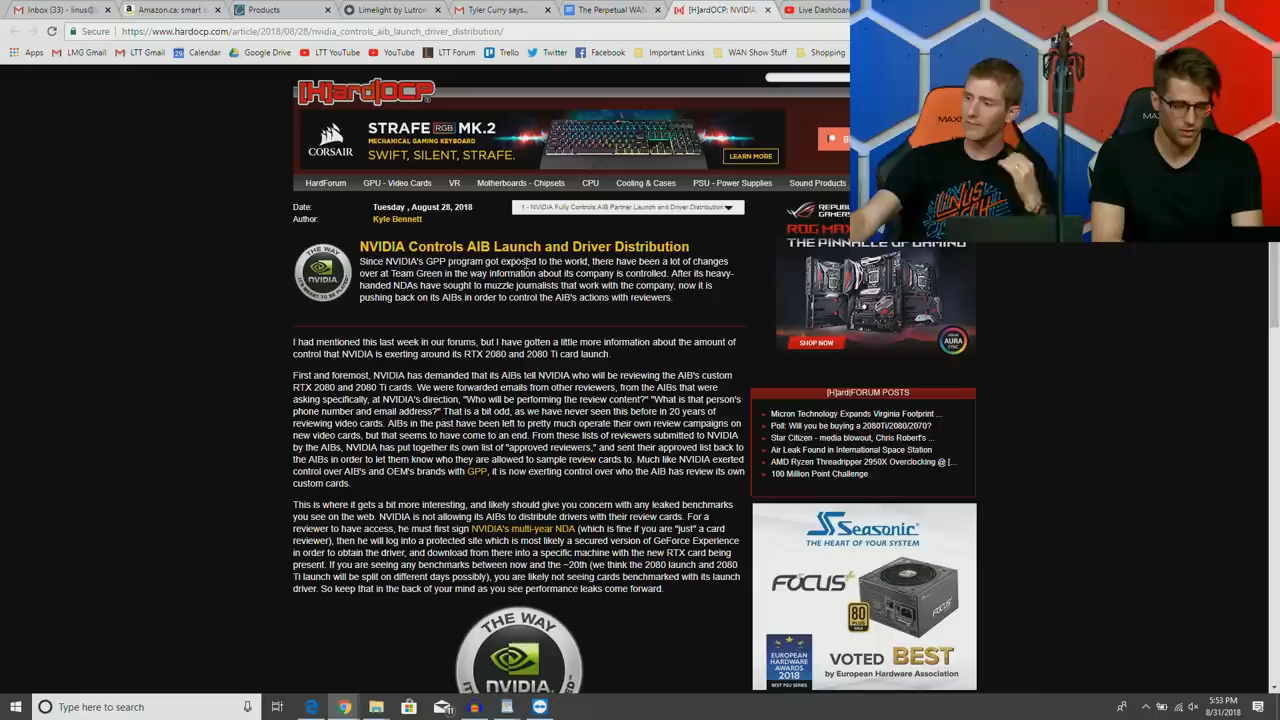 Inbox (33) - linus@
Amazon.ca: smart s
Products
Limelight by Lutron
Tyler Curry says...
The Perpetual WAN
[H]ardOCP: NVIDIA
Live Dashboard
Secure
https://www.hardocp.com/article/2018/08/28/nvidia_controls_aib_launch_driver_distribution/
Apps
LMG Gmail
LTT Gmail
Calendar
Google Drive
LTT YouTube
YouTube
LTT Forum
Trello
Twitter
Facebook
Important Links
WAN Show Stuff
Shopping
[H]ardOCP
CORSAIR
STRAFE RGB MK.2
MECHANICAL GAMING KEYBOARD
SWIFT, SILENT, STRAFE.
LEARN MORE
HardForum
GPU - Video Cards
VR
Motherboards - Chipsets
CPU
Cooling & Cases
PSU - Power Supplies
Sound Products
Date:
Tuesday , August 28, 2018
Author:
Kyle Bennett
1 - NVIDIA Fully Controls AIB Partner Launch and Driver Distribution
THE WAY
NVIDIA
NVIDIA Controls AIB Launch and Driver Distribution
Since NVIDIA's GPP program got exposed to the world, there have been a lot of changes
over at Team Green in the way information about its company is controlled. After its heavy-
handed NDAs have sought to muzzle journalists that work with the company, now it is
pushing back on its AIBs in order to control the AIB's actions with reviewers.
I had mentioned this last week in our forums, but I have gotten a little more information about the amount of
control that NVIDIA is exerting around its RTX 2080 and 2080 Ti card launch.
First and foremost, NVIDIA has demanded that its AIBs tell NVIDIA who will be reviewing the AIB's custom
RTX 2080 and 2080 Ti cards. We were forwarded emails from other reviewers, from the AIBs that were
asking specifically, at NVIDIA's direction, "Who will be performing the review content?" "What is that person's
phone number and email address?" That is a bit odd, as we have never seen this before in 20 years of
reviewing video cards. AIBs in the past have been left to pretty much operate their own review campaigns on
new video cards, but that seems to have come to an end. From these lists of reviewers submitted to NVIDIA
by the AIBs, NVIDIA has put together its own list of "approved reviewers," and sent their approved list back to
the AIBs in order to let them know who they are allowed to sample review cards to. Much like NVIDIA exerted
control over AIB's and OEM's brands with GPP, it is now exerting control over who the AIB has review its own
custom cards.
This is where it gets a bit more interesting, and likely should give you concern with any leaked benchmarks
you see on the web. NVIDIA is not allowing its AIBs to distribute drivers with their review cards. For a
reviewer to have access, he must first sign NVIDIA's multi-year NDA (which is fine if you are "just" a card
reviewer), then he will log into a protected site which is most likely a secured version of GeForce Experience
in order to obtain the driver, and download from there into a specific machine with the new RTX card being
present. If you are seeing any benchmarks between now and the ~20th (we think the 2080 launch and 2080
Ti launch will be split on different days possibly), you are likely not seeing cards benchmarked with its launch
driver. So keep that in the back of your mind as you see performance leaks come forward.
THE WAY
NVIDIA
REPUBL
GAMERS
ROG MAX
THE PINNACLE OF GAMING
SHOP NOW
AURA
SYNC
[H]ard|FORUM POSTS
Micron Technology Expands Virginia Footprint ...
Poll: Will you be buying a 2080Ti/2080/2070?
Star Citizen - media blowout, Chris Robert's ...
Air Leak Found in International Space Station
AMD Ryzen Threadripper 2950X Overclocking @ [...
100 Million Point Challenge
Seasonic
THE HEART OF YOUR SYSTEM
FOCUS
80
PLUS
EUROPEAN
HARDWARE
AWARDS
2018
BEST PSU SERIES
VOTED BEST
by European Hardware Association
LINUS
TECH
Type here to search
5:53 PM
8/31/2018